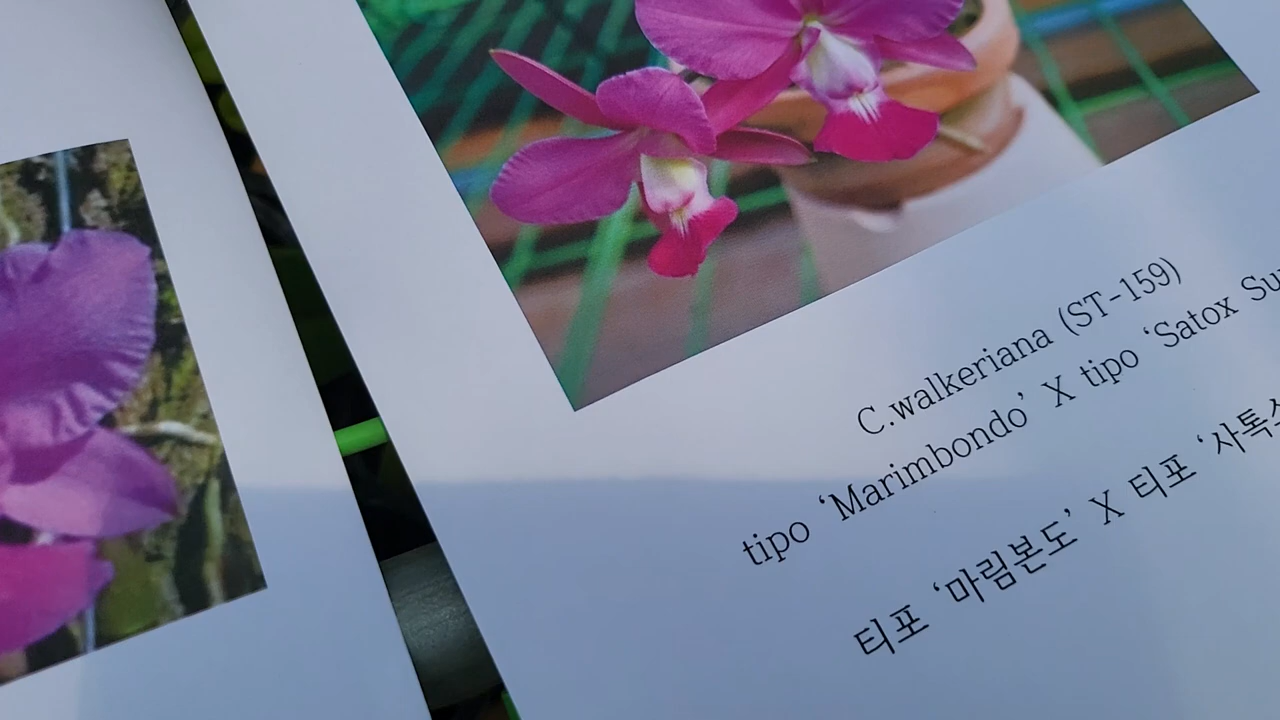 C.walkeriana (ST-159)
tipo ‘Marimbondo’ X tipo ‘Satox
티포 ‘마림본도’ X 티포